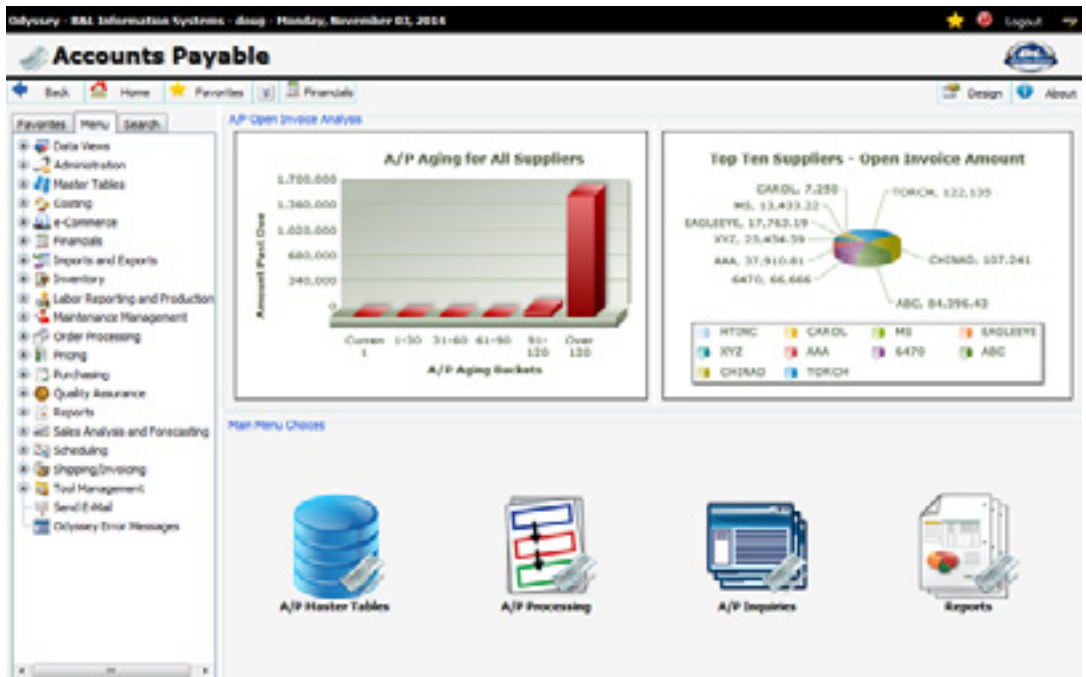 Odyssey - R&L Information Systems - doug - Monday, November 03, 2014
Logout
Accounts Payable
Back
Home
Favorites
Financials
Design
About
Favorites
Menu
Search
Data Views
Administration
Master Tables
Costing
e-Commerce
Financials
Imports and Exports
Inventory
Labor Reporting and Production
Maintenance Management
Order Processing
Pricing
Purchasing
Quality Assurance
Reports
Sales Analysis and Forecasting
Scheduling
Shipping/Invoicing
Tool Management
Send E-Mail
Odyssey Error Messages
A/P Open Invoice Analysis
A/P Aging for All Suppliers
Amount Past Due
1,700,000
1,360,000
1,020,000
680,000
340,000
0
Curren 1-30 31-60 61-90 91- Over
t 120 120
A/P Aging Buckets
Top Ten Suppliers - Open Invoice Amount
CAROL, 7,250
TORCH, 122,135
MS, 13,433.22
EAGLEEYE, 17,763.19
XYZ, 23,434.59
AAA, 37,910.81
6470, 66,666
CHINAD, 107,241
ABC, 84,396.43
HTINC CAROL MS EAGLEEYE
XYZ AAA 6470 ABC
CHINAD TORCH
Main Menu Choices
A/P Master Tables
A/P Processing
A/P Inquiries
Reports